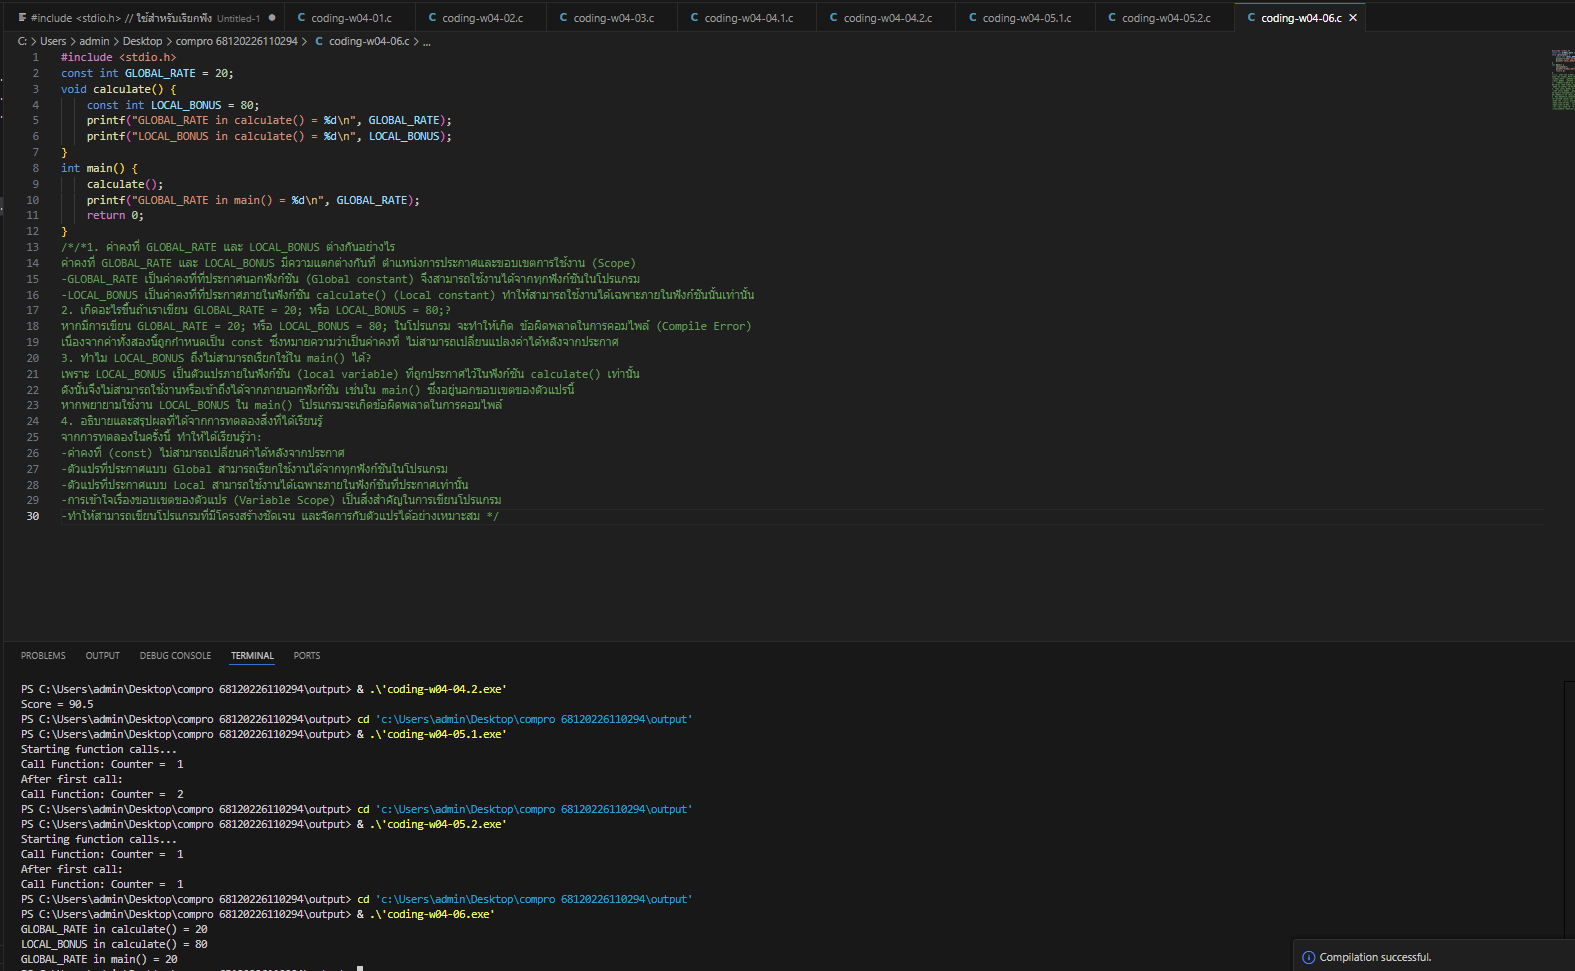 #include <stdio.h> // ใช้สำหรับเรียกฟัง Untitled-1 ● C coding-w04-01.c C coding-w04-02.c C coding-w04-03.c C coding-w04-04.1.c C coding-w04-04.2.c C coding-w04-05.1.c C coding-w04-05.2.c C coding-w04-06.c ×
C: > Users > admin > Desktop > compro 68120226110294 > C coding-w04-06.c > ...
1 #include <stdio.h>
2 const int GLOBAL_RATE = 20;
3 void calculate() {
4 const int LOCAL_BONUS = 80;
5 printf("GLOBAL_RATE in calculate() = %d\n", GLOBAL_RATE);
6 printf("LOCAL_BONUS in calculate() = %d\n", LOCAL_BONUS);
7 }
8 int main() {
9 calculate();
10 printf("GLOBAL_RATE in main() = %d\n", GLOBAL_RATE);
11 return 0;
12 }
13 /*/*1. ค่าคงที่ GLOBAL_RATE และ LOCAL_BONUS ต่างกันอย่างไร
14 ค่าคงที่ GLOBAL_RATE และ LOCAL_BONUS มีความแตกต่างกันที่ ตำแหน่งการประกาศและขอบเขตการใช้งาน (Scope)
15 -GLOBAL_RATE เป็นค่าคงที่ที่ประกาศนอกฟังก์ชัน (Global constant) จึงสามารถใช้งานได้จากทุกฟังก์ชันในโปรแกรม
16 -LOCAL_BONUS เป็นค่าคงที่ที่ประกาศภายในฟังก์ชัน calculate() (Local constant) ทำให้สามารถใช้งานได้เฉพาะภายในฟังก์ชันนั้นเท่านั้น
17 2. เกิดอะไรขึ้นถ้าเราเขียน GLOBAL_RATE = 20; หรือ LOCAL_BONUS = 80;?
18 หากมีการเขียน GLOBAL_RATE = 20; หรือ LOCAL_BONUS = 80; ในโปรแกรม จะทำให้เกิด ข้อผิดพลาดในการคอมไพล์ (Compile Error)
19 เนื่องจากค่าทั้งสองนี้ถูกกำหนดเป็น const ซึ่งหมายความว่าเป็นค่าคงที่ ไม่สามารถเปลี่ยนแปลงค่าได้หลังจากประกาศ
20 3. ทำไม LOCAL_BONUS ถึงไม่สามารถเรียกใช้ใน main() ได้?
21 เพราะ LOCAL_BONUS เป็นตัวแปรภายในฟังก์ชัน (local variable) ที่ถูกประกาศไว้ในฟังก์ชัน calculate() เท่านั้น
22 ดังนั้นจึงไม่สามารถใช้งานหรือเข้าถึงได้จากภายนอกฟังก์ชัน เช่นใน main() ซึ่งอยู่นอกขอบเขตของตัวแปรนี้
23 หากพยายามใช้งาน LOCAL_BONUS ใน main() โปรแกรมจะเกิดข้อผิดพลาดในการคอมไพล์
24 4. อธิบายและสรุปผลที่ได้จากการทดลองสิ่งที่ได้เรียนรู้
25 จากการทดลองในครั้งนี้ ทำให้ได้เรียนรู้ว่า:
26 -ค่าคงที่ (const) ไม่สามารถเปลี่ยนค่าได้หลังจากประกาศ
27 -ตัวแปรที่ประกาศแบบ Global สามารถเรียกใช้งานได้จากทุกฟังก์ชันในโปรแกรม
28 -ตัวแปรที่ประกาศแบบ Local สามารถใช้งานได้เฉพาะภายในฟังก์ชันที่ประกาศเท่านั้น
29 -การเข้าใจเรื่องขอบเขตของตัวแปร (Variable Scope) เป็นสิ่งสำคัญในการเขียนโปรแกรม
30 -ทำให้สามารถเขียนโปรแกรมที่มีโครงสร้างชัดเจน และจัดการกับตัวแปรได้อย่างเหมาะสม */
PROBLEMS OUTPUT DEBUG CONSOLE TERMINAL PORTS
PS C:\Users\admin\Desktop\compro 68120226110294\output> & .\'coding-w04-04.2.exe'
Score = 90.5
PS C:\Users\admin\Desktop\compro 68120226110294\output> cd 'c:\Users\admin\Desktop\compro 68120226110294\output'
PS C:\Users\admin\Desktop\compro 68120226110294\output> & .\'coding-w04-05.1.exe'
Starting function calls...
Call Function: Counter =  1
After first call:
Call Function: Counter =  2
PS C:\Users\admin\Desktop\compro 68120226110294\output> cd 'c:\Users\admin\Desktop\compro 68120226110294\output'
PS C:\Users\admin\Desktop\compro 68120226110294\output> & .\'coding-w04-05.2.exe'
Starting function calls...
Call Function: Counter =  1
After first call:
Call Function: Counter =  1
PS C:\Users\admin\Desktop\compro 68120226110294\output> cd 'c:\Users\admin\Desktop\compro 68120226110294\output'
PS C:\Users\admin\Desktop\compro 68120226110294\output> & .\'coding-w04-06.exe'
GLOBAL_RATE in calculate() = 20
LOCAL_BONUS in calculate() = 80
GLOBAL_RATE in main() = 20
Compilation successful.